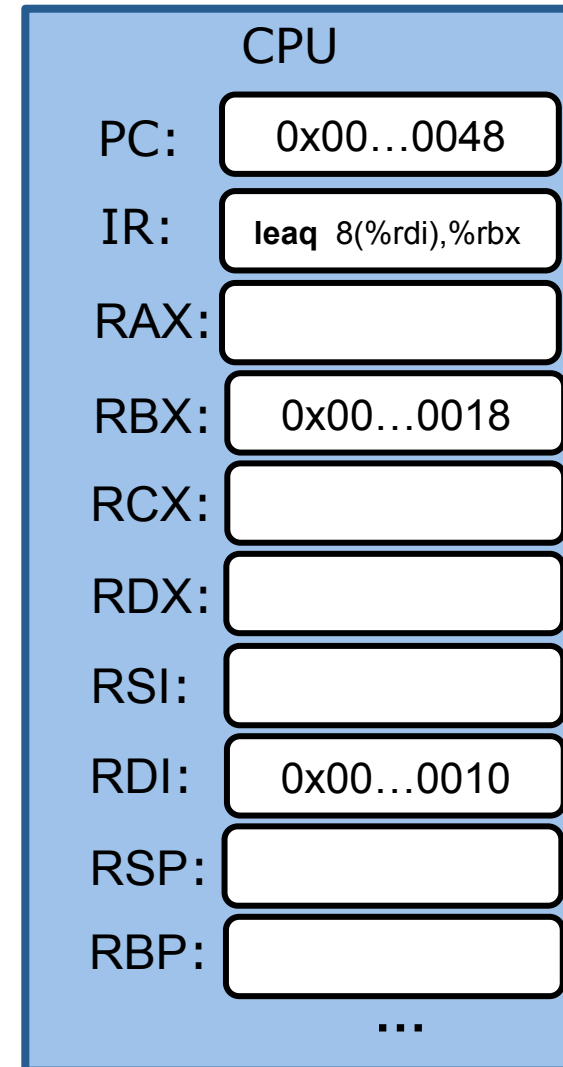 CPU
PC: 0x00…0048
IR: leaq 8(%rdi),%rbx
RAX:
RBX: 0x00…0018
RCX:
RDX:
RSI:
RDI: 0x00…0010
RSP:
RBP:
…